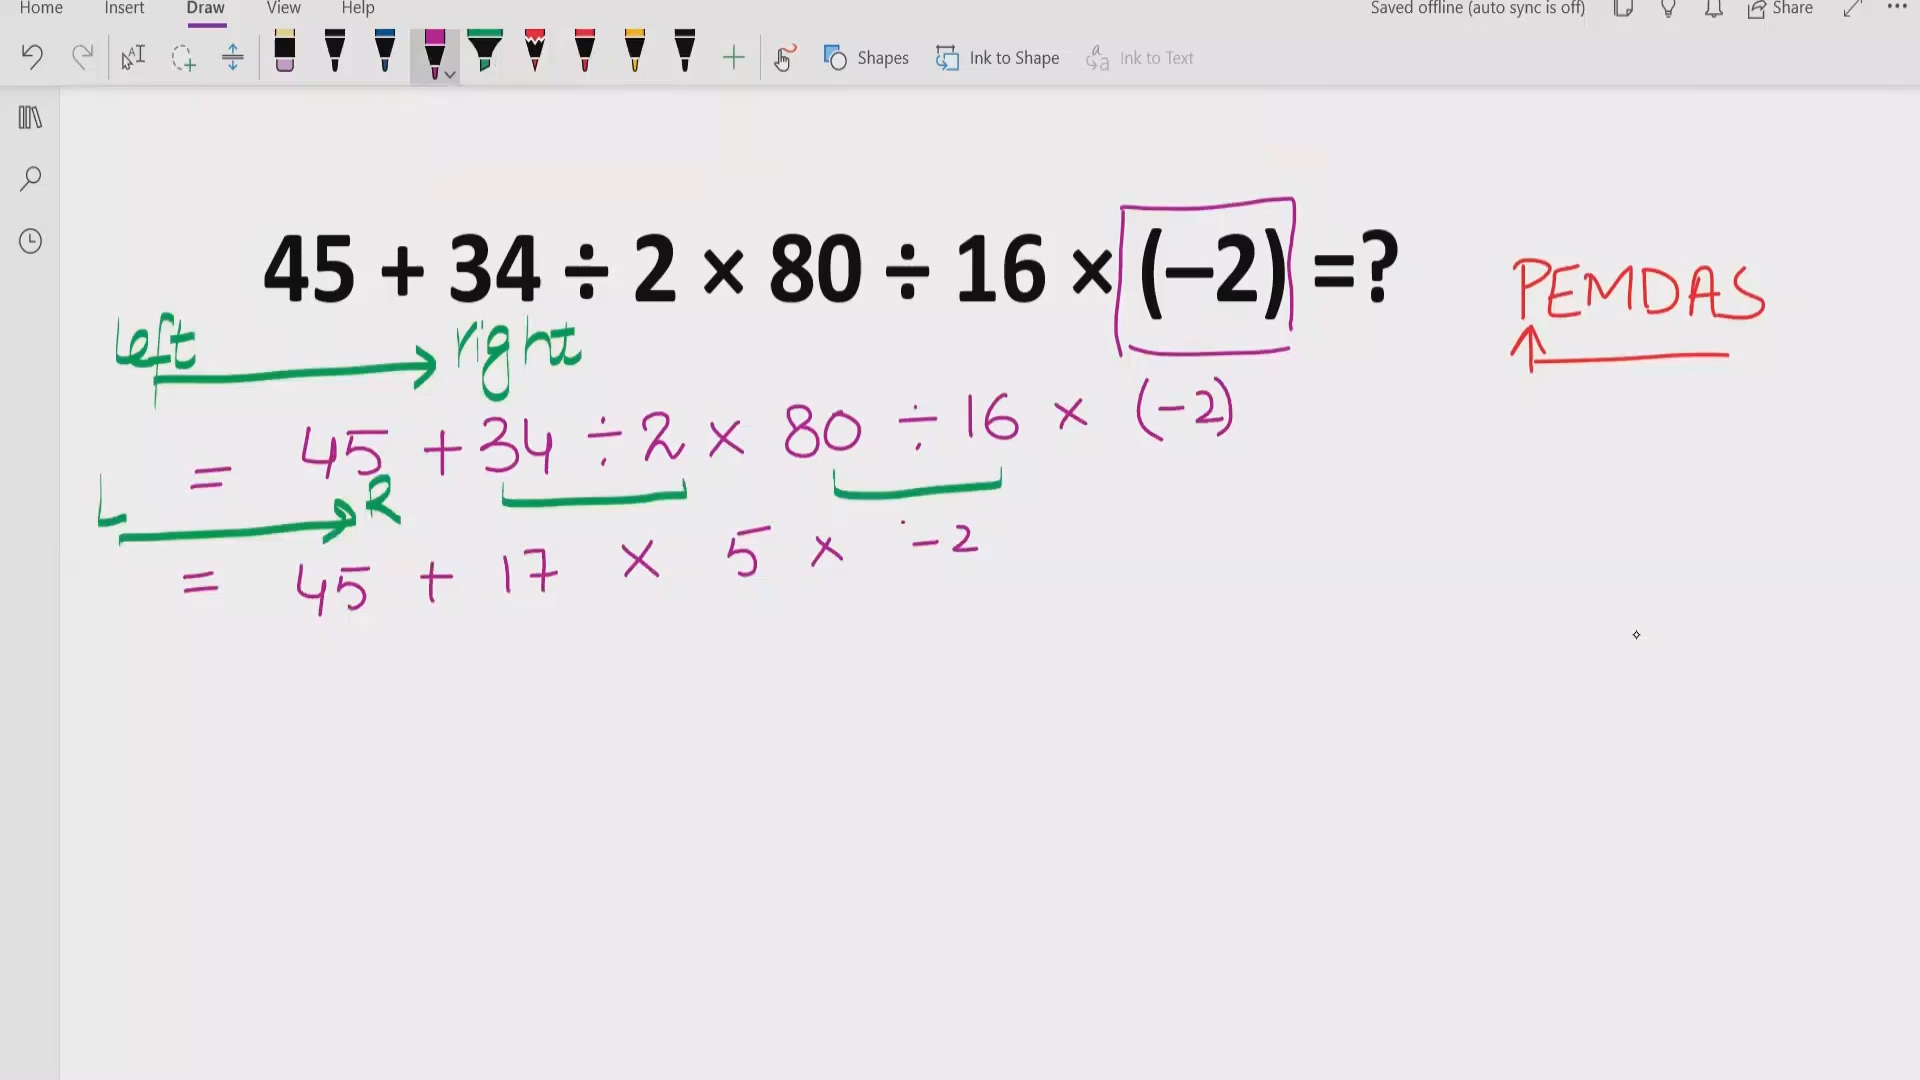 Home Insert Draw View Help Saved offline (auto sync is off) Share
Shapes Ink to Shape Ink to Text
45 + 34 ÷ 2 × 80 ÷ 16 × (–2) =?
PEMDAS
left right
= 45 + 34 ÷ 2 × 80 ÷ 16 × (-2)
L R
= 45 + 17 × 5 × -2